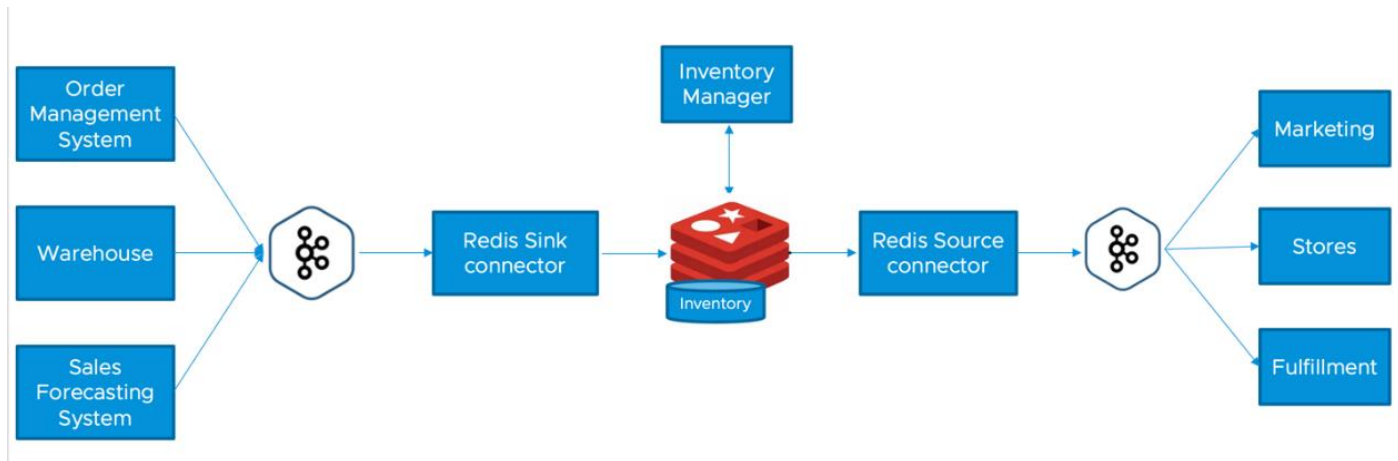 Order
Management
System
Warehouse
Sales
Forecasting
System
Redis Sink
connector
Inventory
Manager
Inventory
Redis Source
connector
Marketing
Stores
Fulfillment